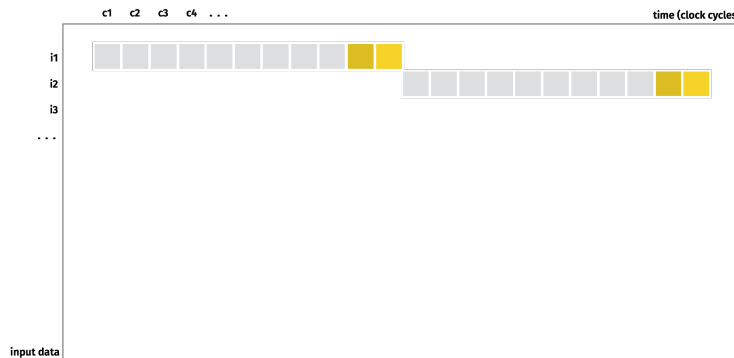 c1 c2 c3 c4 ...
time (clock cycles
i1
i2
i3
...
input data